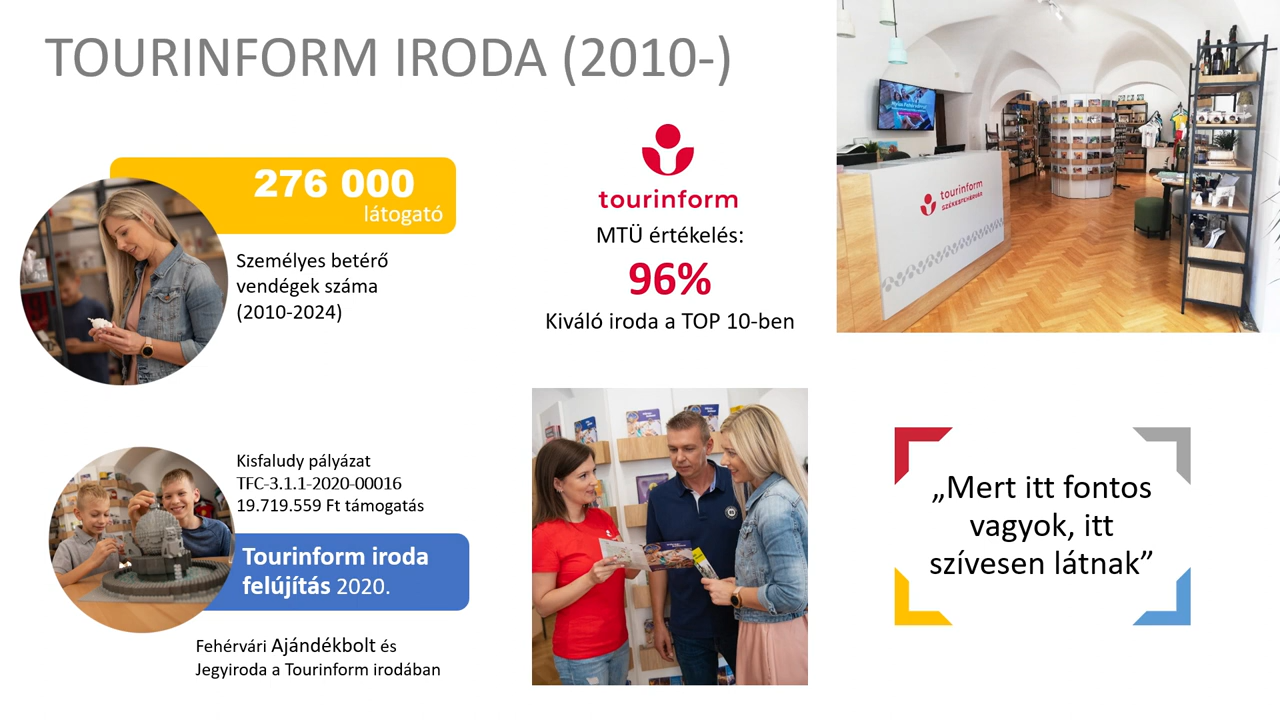 TOURINFORM IRODA (2010-)
276 000
látogató
Személyes betérő
vendégek száma
(2010-2024)
tourinform
MTÜ értékelés:
96%
Kiváló iroda a TOP 10-ben
tourinform
SZÉKESFEHÉRVÁR
Kisfaludy pályázat
TFC-3.1.1-2020-00016
19.719.559 Ft támogatás
Tourinform iroda
felújítás 2020.
Fehérvári Ajándékbolt és
Jegyiroda a Tourinform irodában
„Mert itt fontos
vagyok, itt
szívesen látnak”